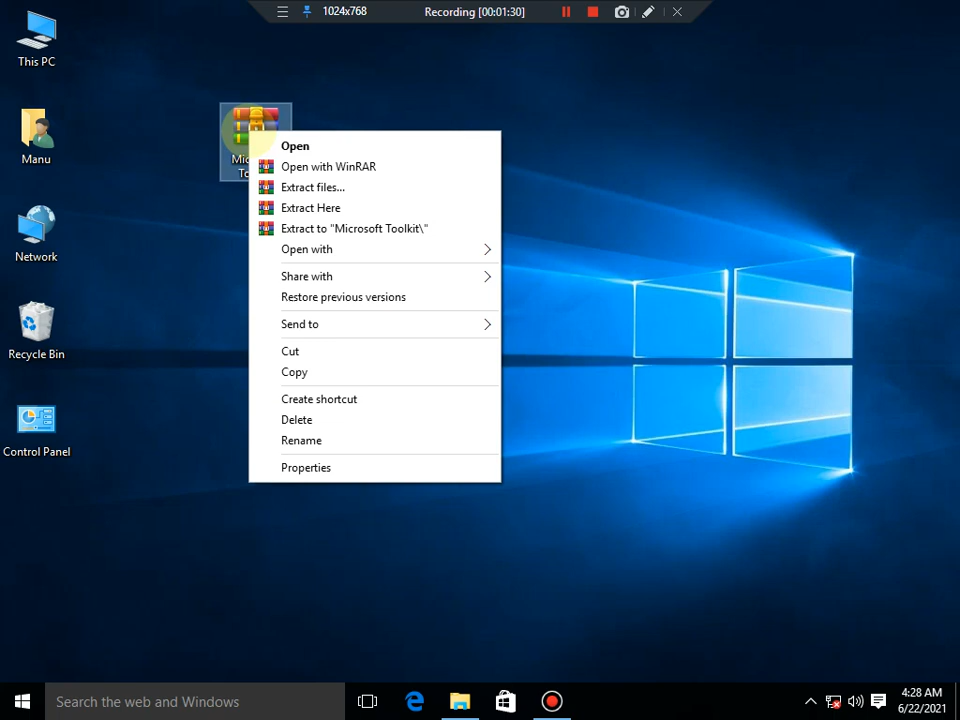 1024x768
Recording [00:01:30]
This PC
Manu
Network
Recycle Bin
Control Panel
Open
Open with WinRAR
Extract files...
Extract Here
Extract to "Microsoft Toolkit\"
Open with
Share with
Restore previous versions
Send to
Cut
Copy
Create shortcut
Delete
Rename
Properties
Search the web and Windows
4:28 AM
6/22/2021